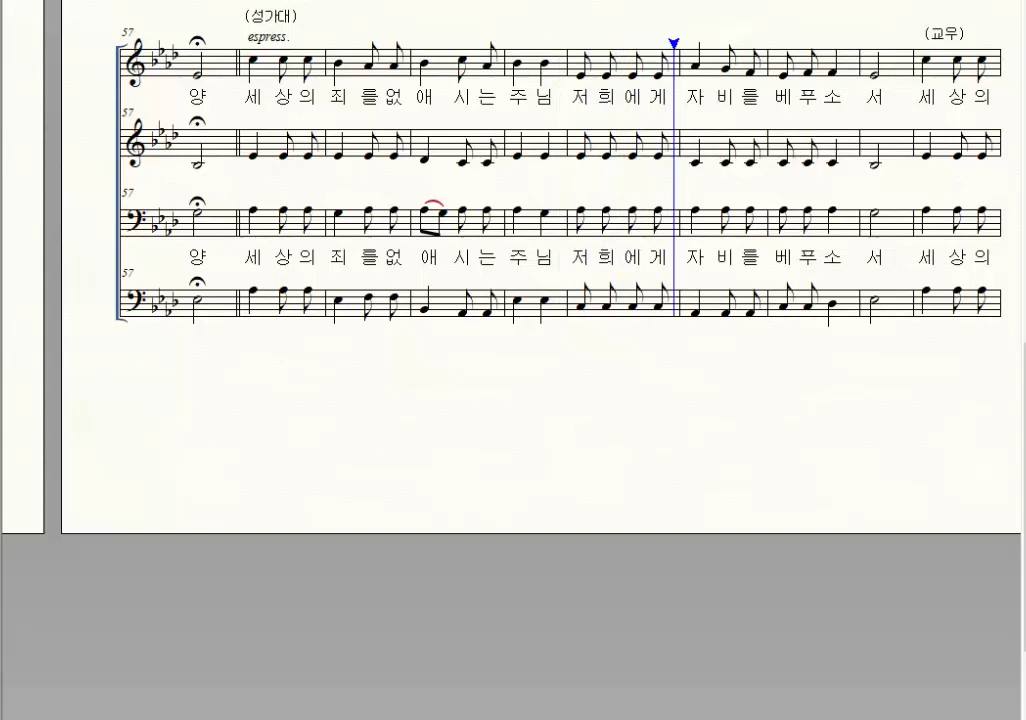 (성가대)
57
espress.
(교우)
양 세 상의 죄 를없 애 시는 주님 저희에게 자 비를 베푸소 서 세 상의
57
57
양 세 상의 죄 를없 애 시는 주님 저희에게 자 비를 베푸소 서 세 상의
57